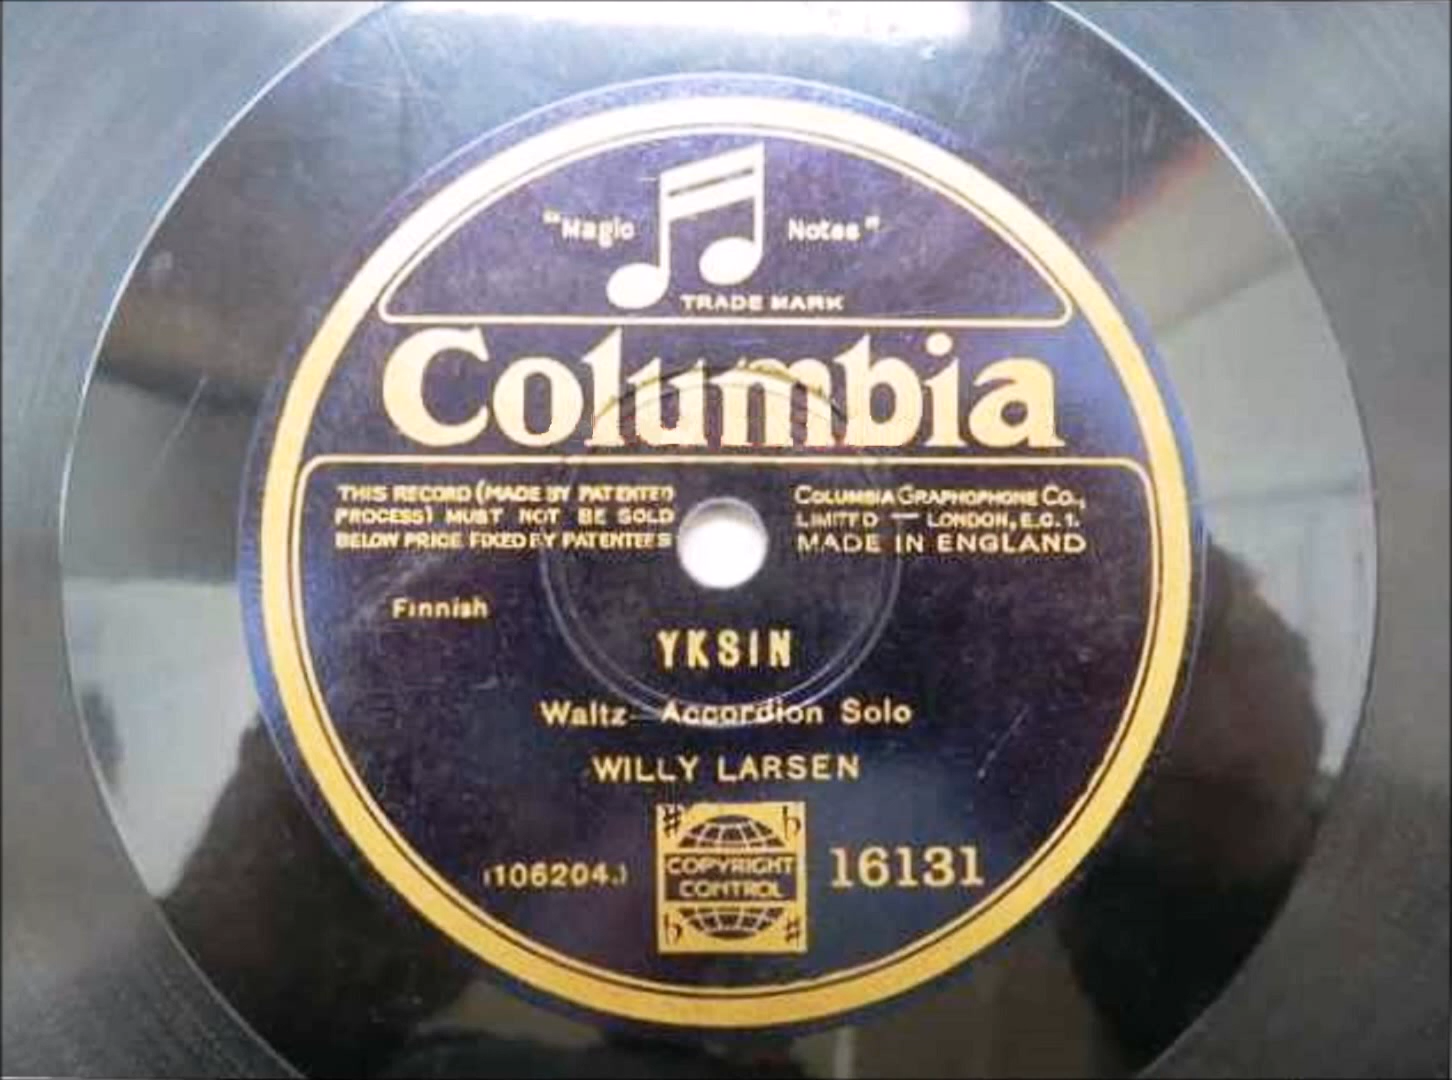 "Magic Notes"
TRADE MARK
Columbia
THIS RECORD (MADE BY PATENTED
PROCESS) MUST NOT BE SOLD
BELOW PRICE FIXED BY PATENTEES
COLUMBIA GRAPHOPHONE CO.,
LIMITED — LONDON, E.C.1.
MADE IN ENGLAND
Finnish
YKSIN
Waltz - Accordion Solo
WILLY LARSEN
(106204.)
COPYRIGHT
CONTROL
16131